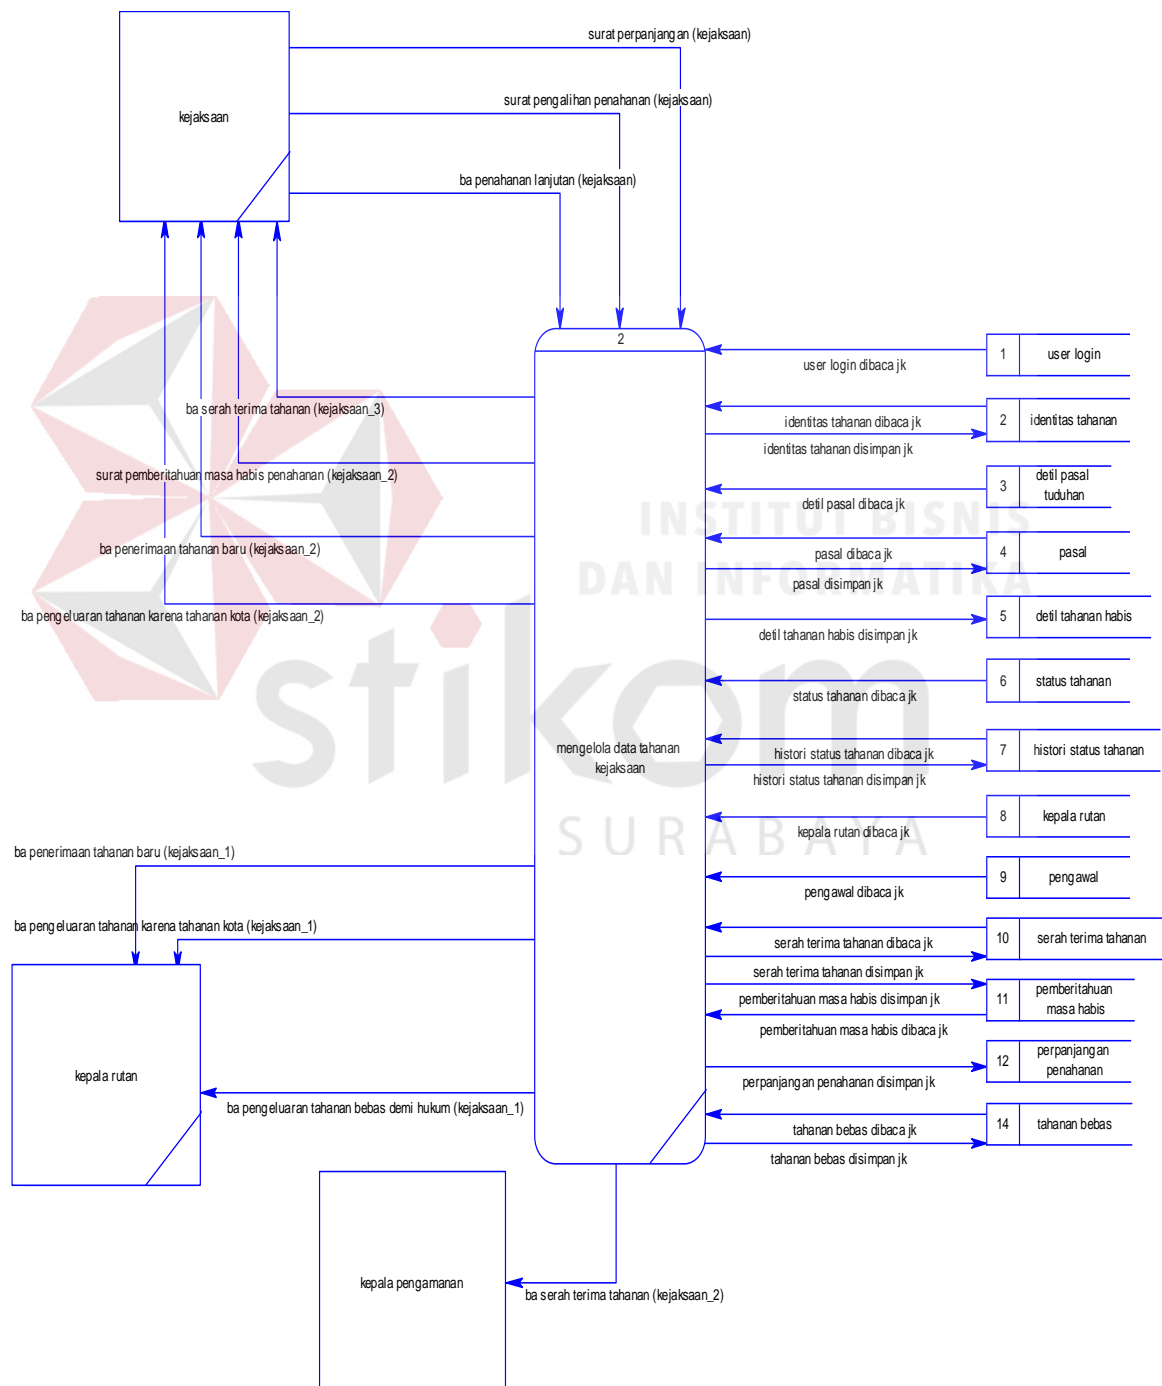 surat perpanjangan (kejaksaan)
surat pengalihan penahanan (kejaksaan)
kejaksaan
ba penahanan lanjutan (kejaksaan)
2
user login dibaca jk
1
user login
ba serah terima tahanan (kejaksaan_3)
identitas tahanan dibaca jk
2
identitas tahanan
identitas tahanan disimpan jk
surat pemberitahuan masa habis penahanan (kejaksaan_2)
detil pasal dibaca jk
3
detil pasal
tuduhan
INSTITUT BISNIS
DAN INFORMATIKA
ba penerimaan tahanan baru (kejaksaan_2)
pasal dibaca jk
4
pasal
pasal disimpan jk
ba pengeluaran tahanan karena tahanan kota (kejaksaan_2)
detil tahanan habis disimpan jk
5
detil tahanan habis
stikom
status tahanan dibaca jk
6
status tahanan
mengelola data tahanan
kejaksaan
histori status tahanan dibaca jk
7
histori status tahanan
histori status tahanan disimpan jk
SURABAYA
kepala rutan dibaca jk
8
kepala rutan
ba penerimaan tahanan baru (kejaksaan_1)
pengawal dibaca jk
9
pengawal
ba pengeluaran tahanan karena tahanan kota (kejaksaan_1)
serah terima tahanan dibaca jk
10
serah terima tahanan
serah terima tahanan disimpan jk
pemberitahuan masa habis disimpan jk
11
pemberitahuan
masa habis
pemberitahuan masa habis dibaca jk
kepala rutan
perpanjangan penahanan disimpan jk
12
perpanjangan
penahanan
ba pengeluaran tahanan bebas demi hukum (kejaksaan_1)
tahanan bebas dibaca jk
14
tahanan bebas
tahanan bebas disimpan jk
kepala pengamanan
ba serah terima tahanan (kejaksaan_2)